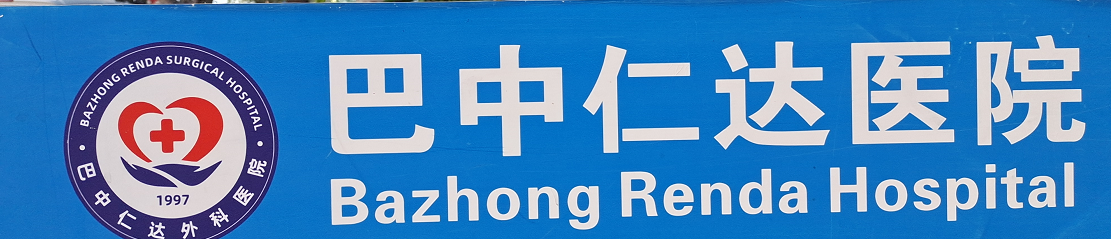 BAZHONG RENDA SURGICAL HOSPITAL
1997
巴中仁达外科医院
巴中仁达医院
Bazhong Renda Hospital